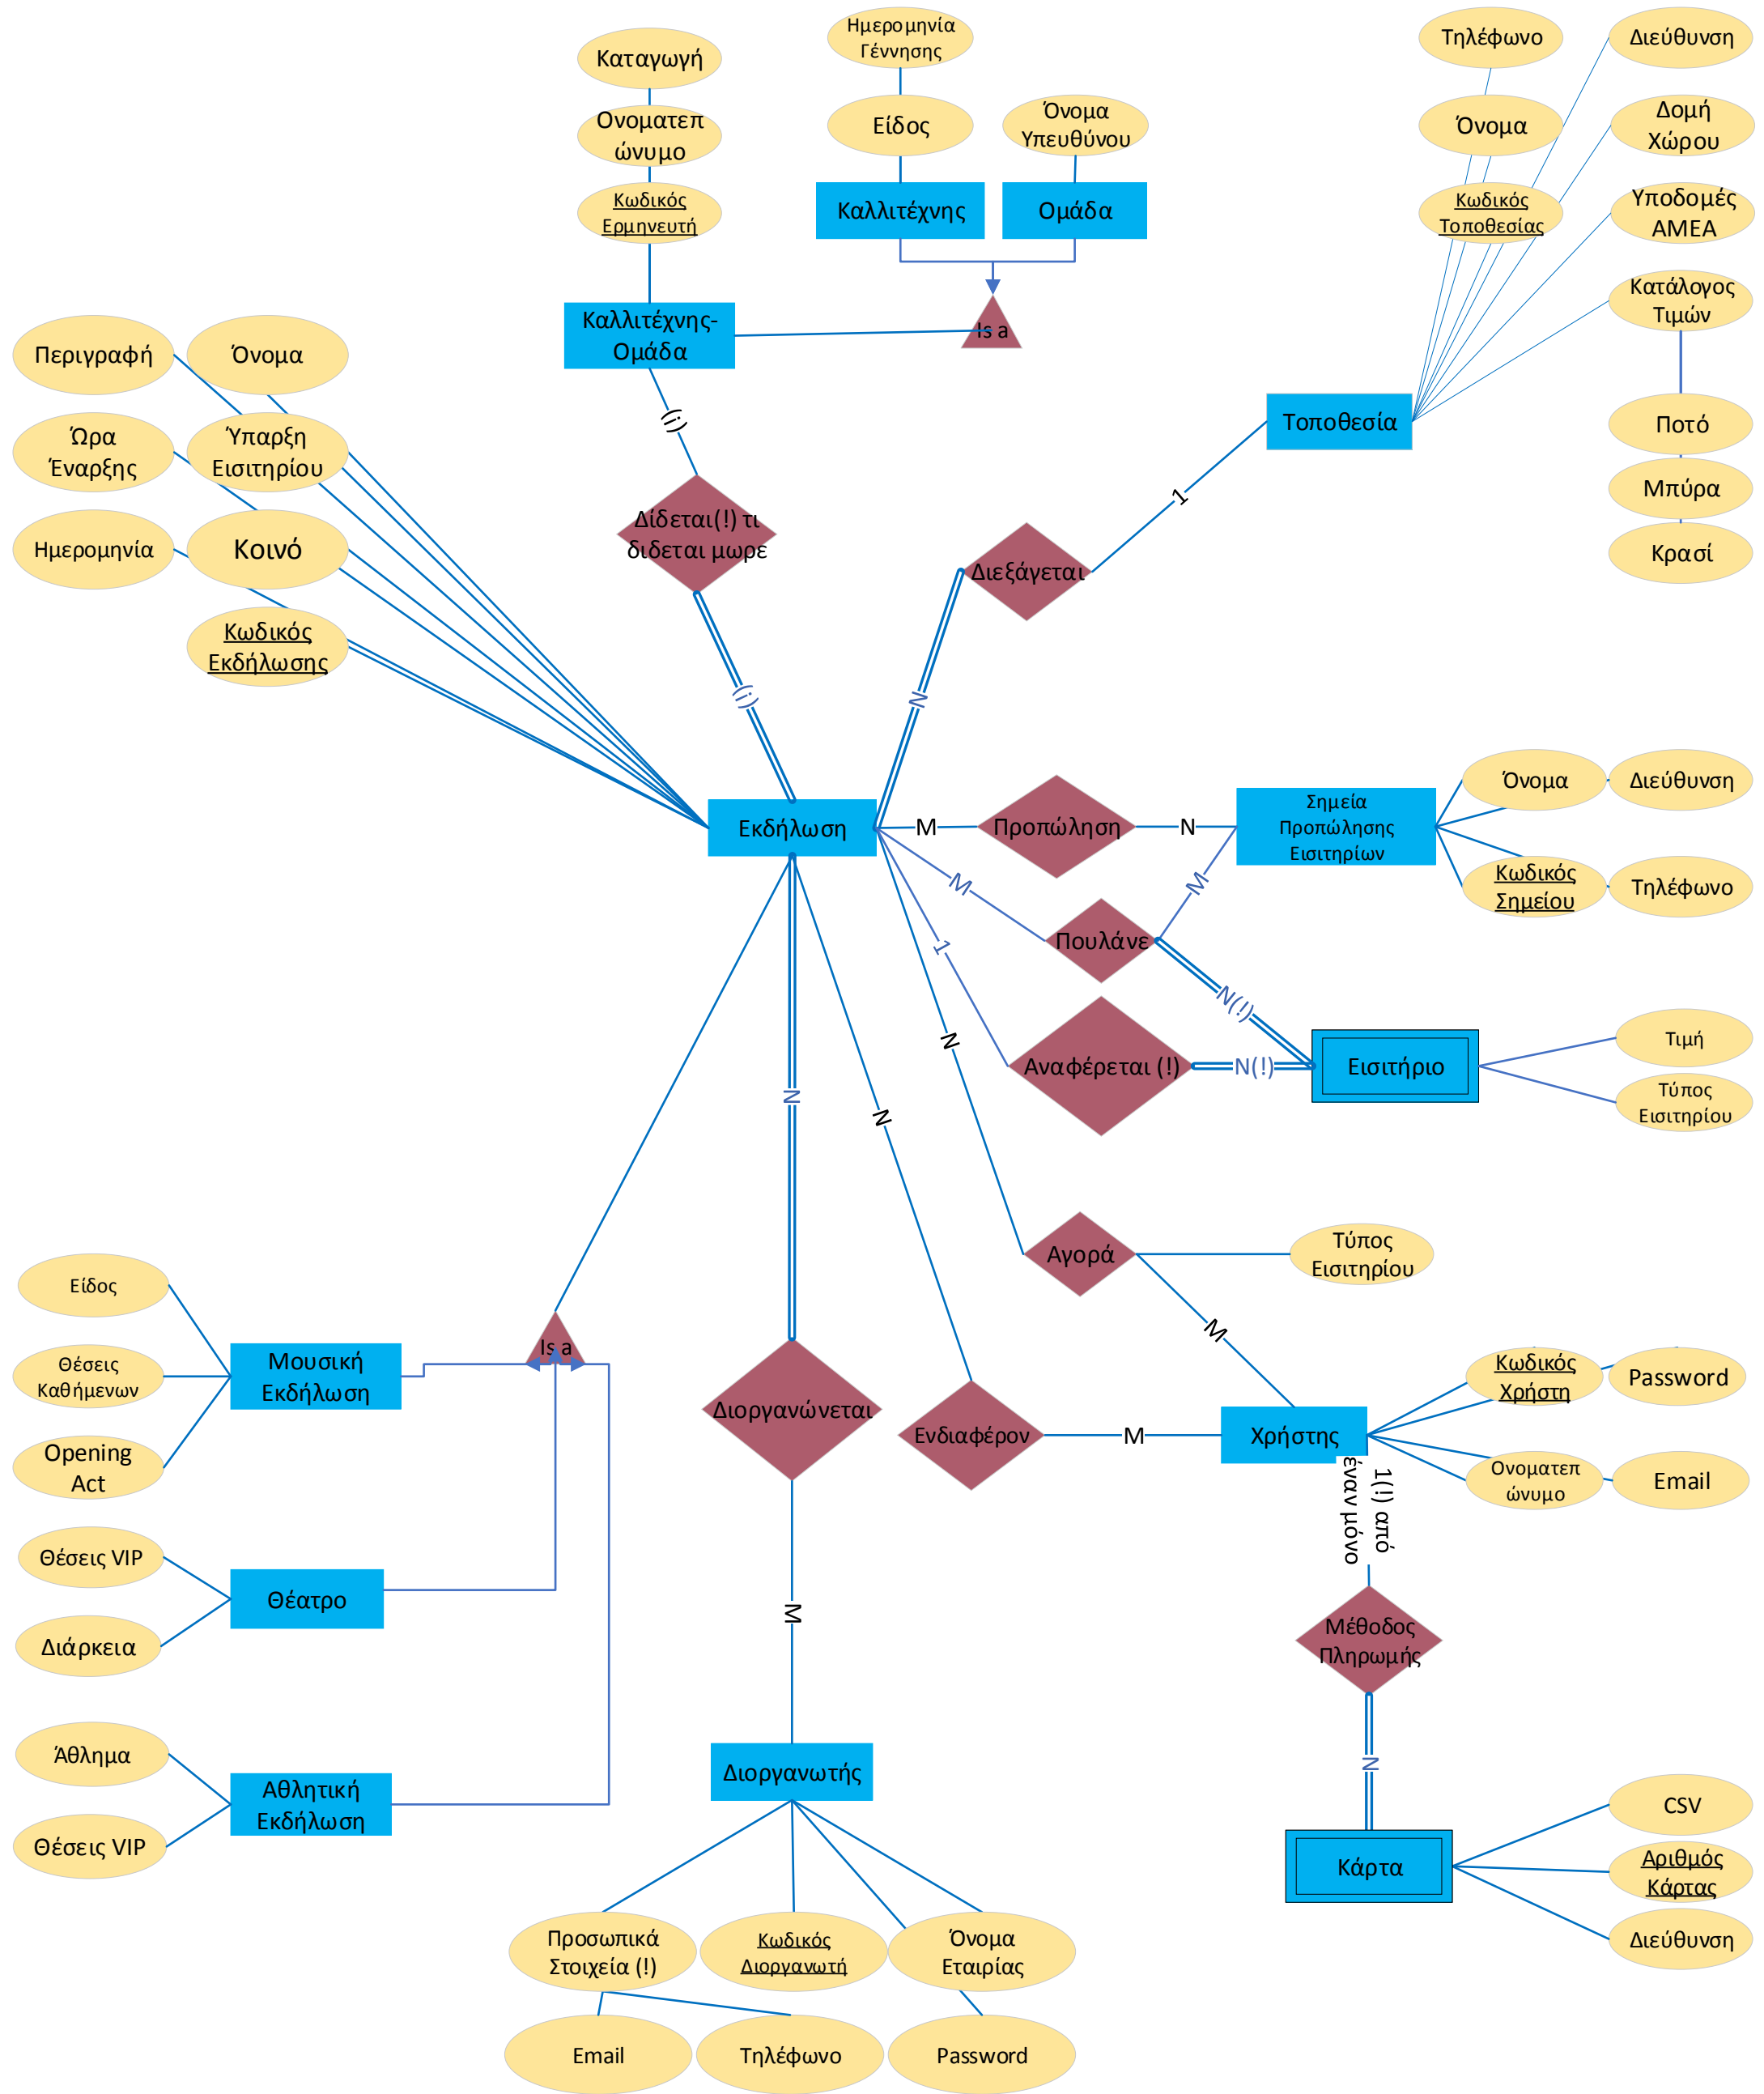 Ημερομηνία
Γέννησης
Τηλέφωνο
Διεύθυνση
Καταγωγή
Ονοματεπ
ώνυμο
Είδος
Όνομα
Υπευθύνου
Όνομα
Δομή
Χώρου
Κωδικός
Ερμηνευτή
Καλλιτέχνης
Ομάδα
Κωδικός
Τοποθεσίας
Υποδομές
ΑΜΕΑ
Κατάλογος
Τιμών
Καλλιτέχνης-
Ομάδα
Is a
Περιγραφή
Όνομα
(i)
Τοποθεσία
Ποτό
Ώρα
Έναρξης
Ύπαρξη
Εισιτηρίου
1
Μπύρα
Δίδεται(!) τι
διδεται μωρε
Ημερομηνία
Κοινό
Διεξάγεται
Κρασί
Κωδικός
Εκδήλωσης
(i)
N
Όνομα
Διεύθυνση
Εκδήλωση
M
Προπώληση
N
Σημεία
Προπώλησης
Εισιτηρίων
Κωδικός
Σημείου
Τηλέφωνο
M
M
Πουλάνε
1
N(!)
N
Αναφέρεται (!)
N(!)
Εισιτήριο
Τιμή
Τύπος
Εισιτηρίου
N
N
Αγορά
Τύπος
Εισιτηρίου
M
Είδος
Θέσεις
Καθήμενων
Opening
Act
Μουσική
Εκδήλωση
Is a
Διοργανώνεται
Ενδιαφέρον
M
Χρήστης
Κωδικός
Χρήστη
Password
Ονοματεπ
ώνυμο
Email
1(!) από
έναν μόνο
Θέσεις VIP
Θέατρο
Διάρκεια
M
Μέθοδος
Πληρωμής
Άθλημα
Αθλητική
Εκδήλωση
Θέσεις VIP
Διοργανωτής
N
CSV
Κάρτα
Αριθμός
Κάρτας
Διεύθυνση
Προσωπικά
Στοιχεία (!)
Κωδικός
Διοργανωτή
Όνομα
Εταιρίας
Email
Τηλέφωνο
Password